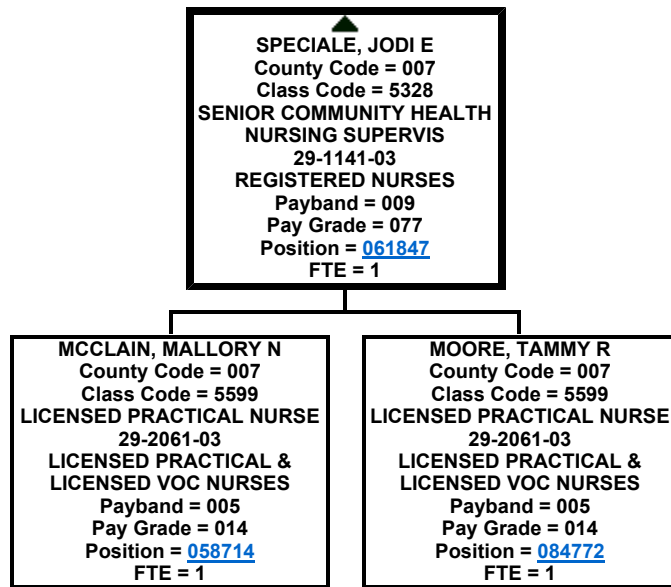 SPECIALE, JODI E
County Code = 007
Class Code = 5328
SENIOR COMMUNITY HEALTH
NURSING SUPERVIS
29-1141-03
REGISTERED NURSES
Payband = 009
Pay Grade = 077
Position = 061847
FTE = 1
MCCLAIN, MALLORY N
County Code = 007
Class Code = 5599
LICENSED PRACTICAL NURSE
29-2061-03
LICENSED PRACTICAL &
LICENSED VOC NURSES
Payband = 005
Pay Grade = 014
Position = 058714
FTE = 1
MOORE, TAMMY R
County Code = 007
Class Code = 5599
LICENSED PRACTICAL NURSE
29-2061-03
LICENSED PRACTICAL &
LICENSED VOC NURSES
Payband = 005
Pay Grade = 014
Position = 084772
FTE = 1